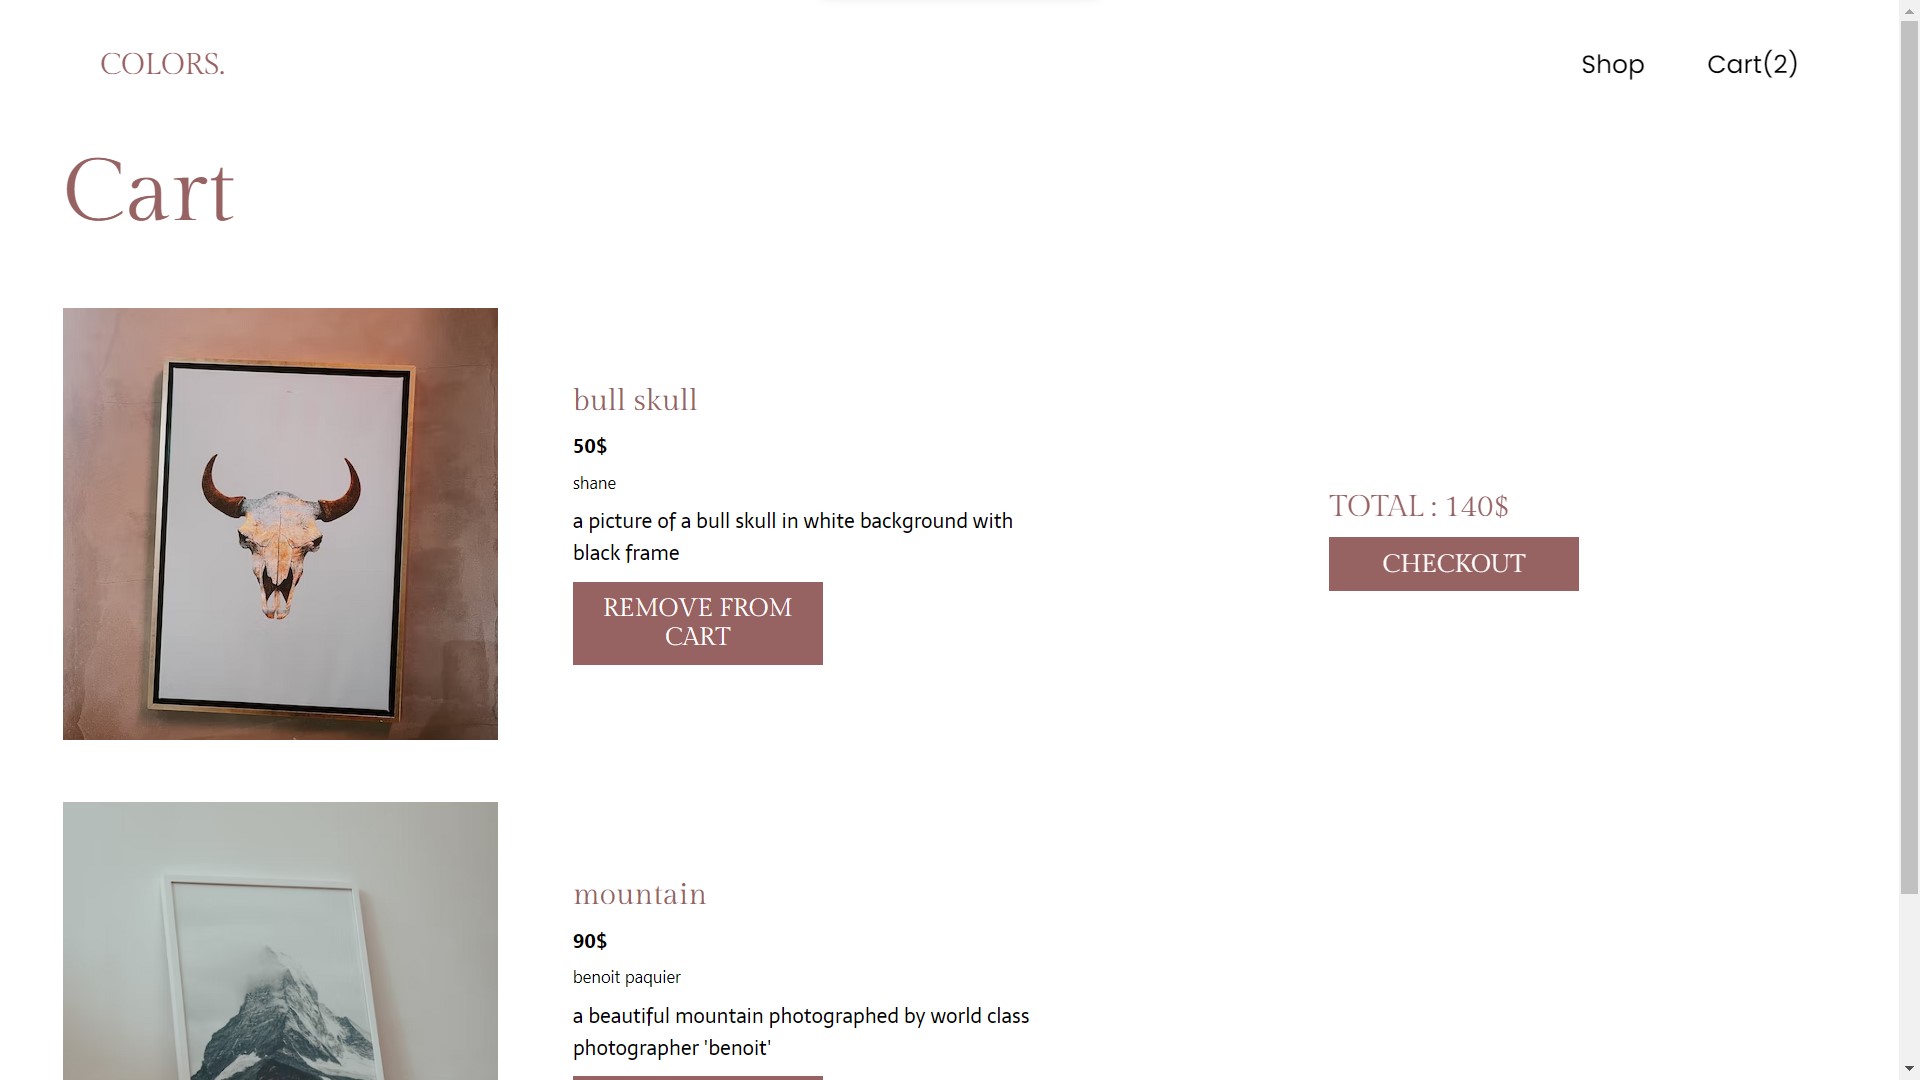 COLORS.
Shop
Cart(2)
Cart
bull skull
50$
shane
a picture of a bull skull in white background with
black frame
REMOVE FROM
CART
TOTAL : 140$
CHECKOUT
mountain
90$
benoit paquier
a beautiful mountain photographed by world class
photographer 'benoit'